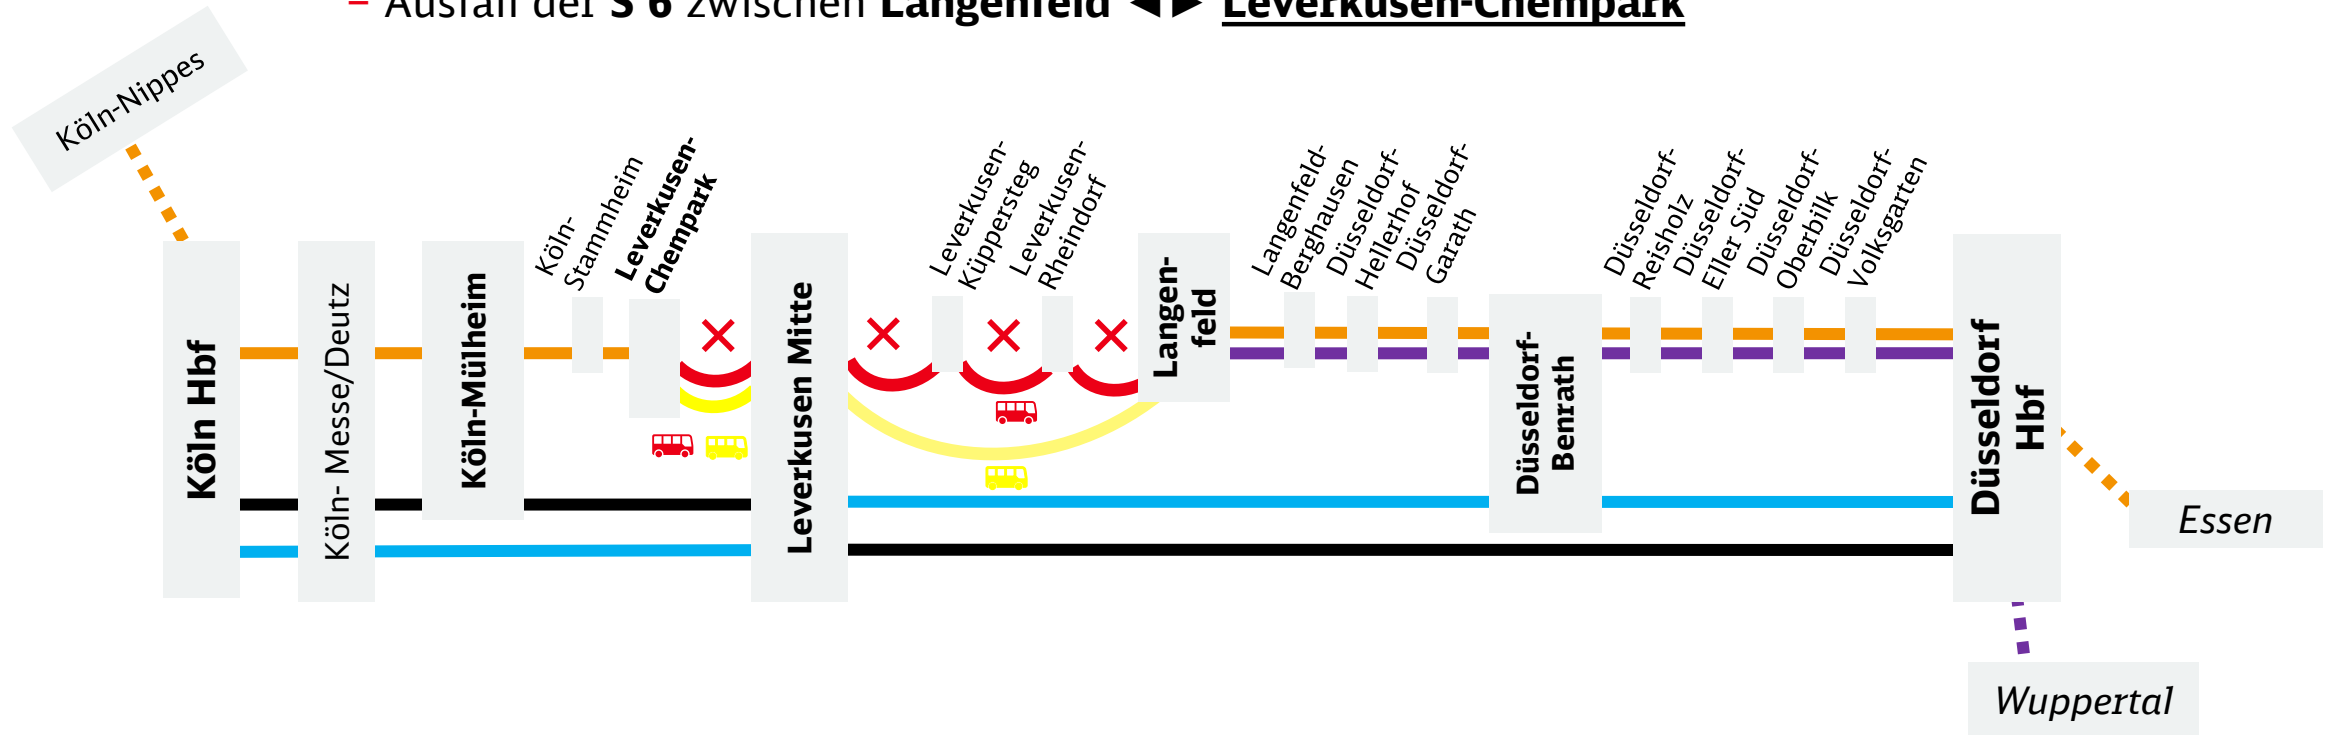 – Ausfall der S 6 zwischen Langenfeld ◄► Leverkusen-Chempark
Köln-Nippes
Köln Hbf
Köln- Messe/Deutz
Köln-Mülheim
Köln-
Stammheim
Leverkusen-
Chempark
Leverkusen Mitte
Leverkusen-
Küppersteg
Leverkusen-
Rheindorf
Langen-
feld
Langenfeld-
Berghausen
Düsseldorf-
Hellerhof
Düsseldorf-
Garath
Düsseldorf-
Benrath
Düsseldorf-
Reisholz
Düsseldorf-
Eller Süd
Düsseldorf-
Oberbilk
Düsseldorf-
Volksgarten
Düsseldorf
Hbf
Essen
Wuppertal